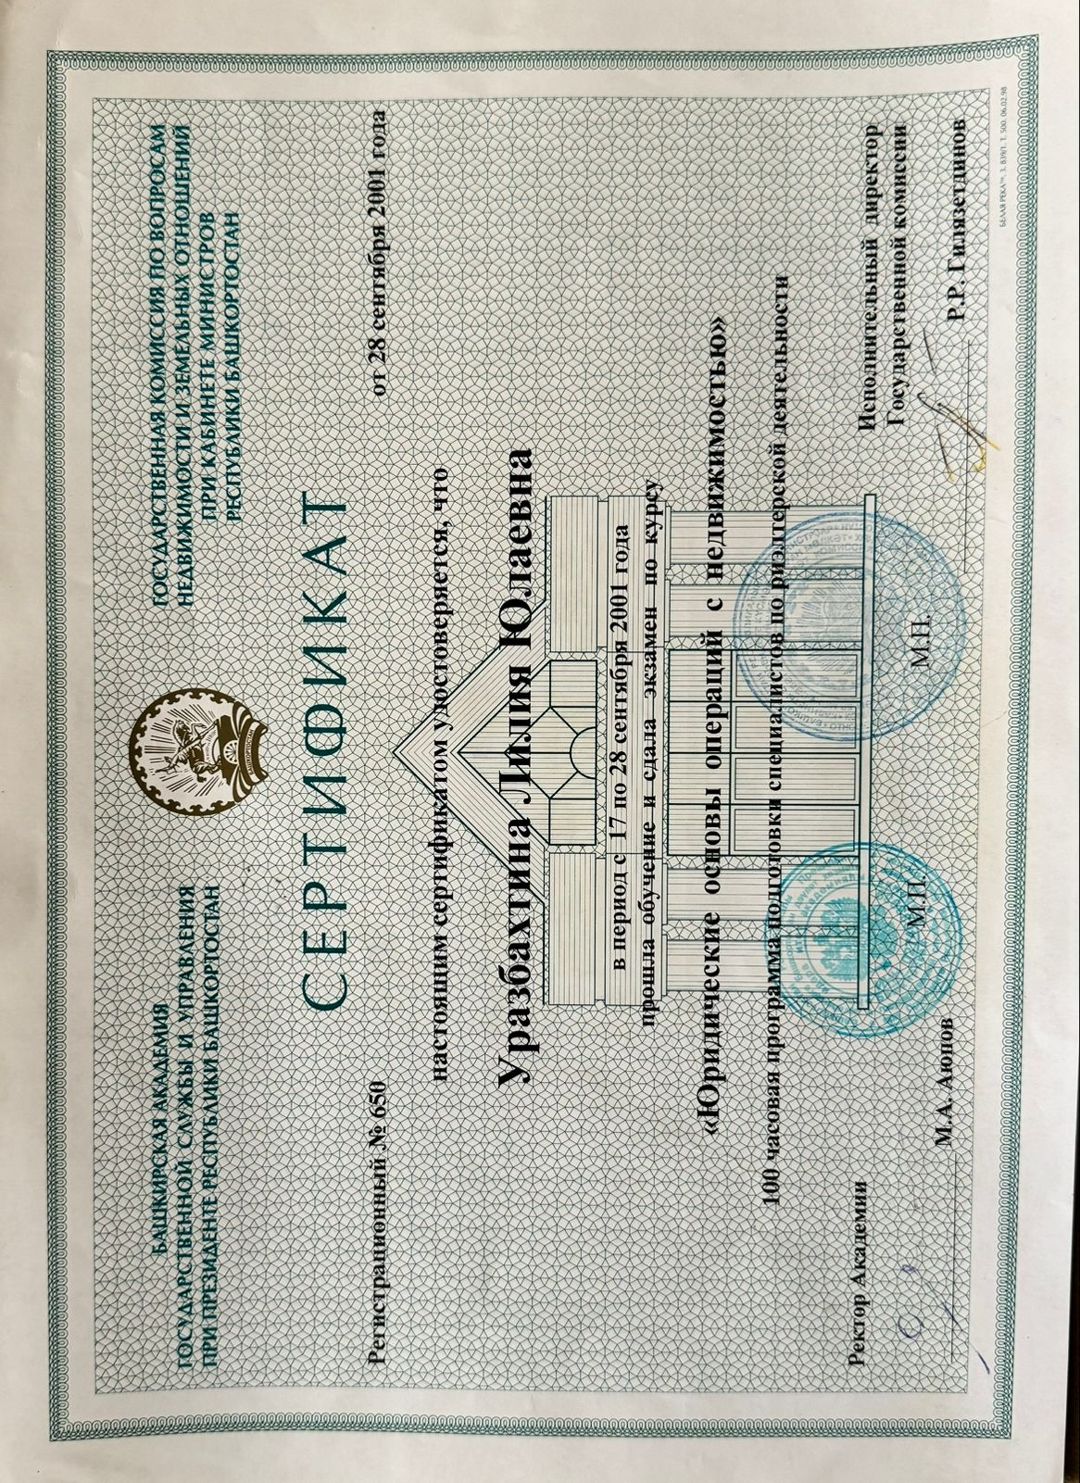 БАШКИРСКАЯ АКАДЕМИЯ
ГОСУДАРСТВЕННОЙ СЛУЖБЫ И УПРАВЛЕНИЯ
ПРИ ПРЕЗИДЕНТЕ РЕСПУБЛИКИ БАШКОРТОСТАН
ГОСУДАРСТВЕННАЯ КОМИССИЯ ПО ВОПРОСАМ
НЕДВИЖИМОСТИ И ЗЕМЕЛЬНЫХ ОТНОШЕНИЙ
ПРИ КАБИНЕТЕ МИНИСТРОВ
РЕСПУБЛИКИ БАШКОРТОСТАН
СЕРТИФИКАТ
Регистрационный № 650
от 28 сентября 2001 года
настоящим сертификатом удостоверяется, что
Уразбахтина Лилия Юлаевна
в период с 17 по 28 сентября 2001 года
прошла обучение и сдала экзамен по курсу
«Юридические основы операций с недвижимостью»
100 часовая программа подготовки специалистов по риэлтерской деятельности
Ректор Академии
М.А. Аюпов
М.П.
М.П.
Исполнительный директор
Государственной комиссии
Р.Р. Гилязетдинов